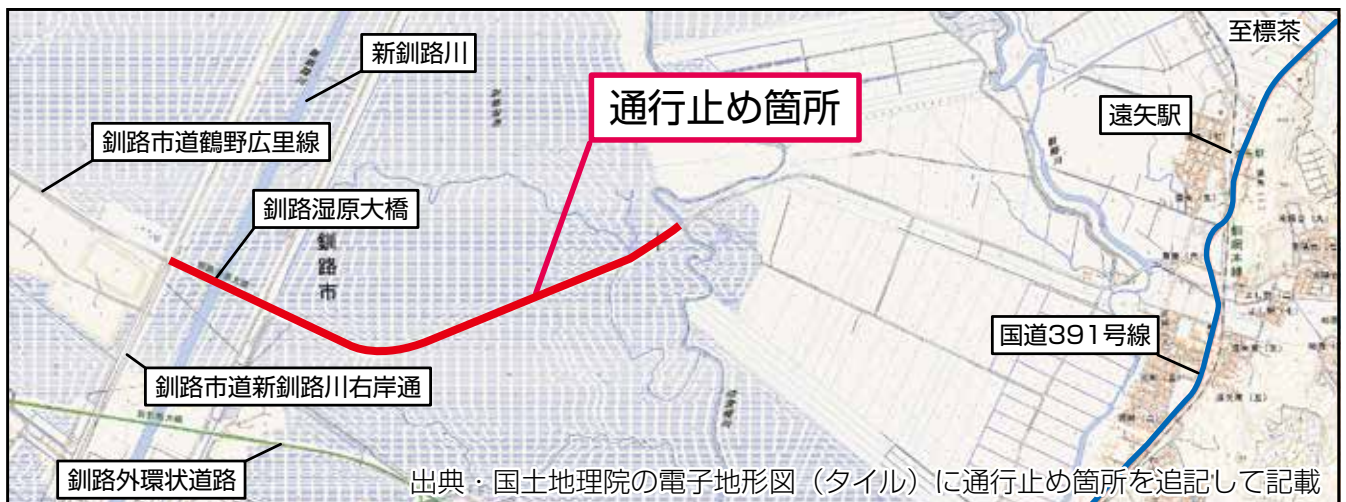 至標茶
新釧路川
通行止め箇所
遠矢駅
釧路市道鶴野広里線
釧路湿原大橋
釧路市
国道391号線
釧路市道新釧路川右岸通
釧路外環状道路
出典・国土地理院の電子地形図（タイル）に通行止め箇所を追記して記載